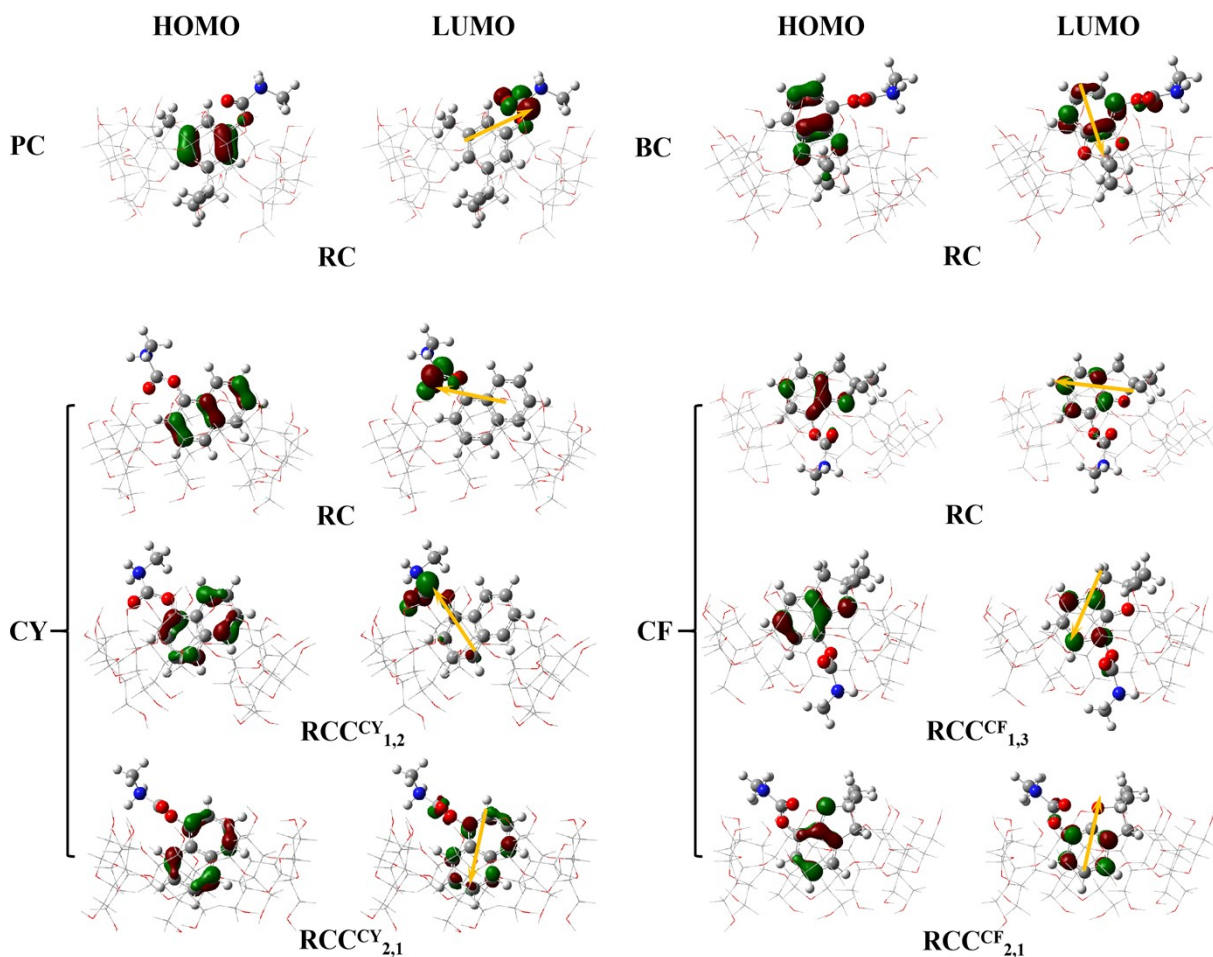 HOMO LUMO HOMO LUMO
PC BC
RC RC
RC RC
CY CF
RCC^CY_1,2 RCC^CF_1,3
RCC^CY_2,1 RCC^CF_2,1